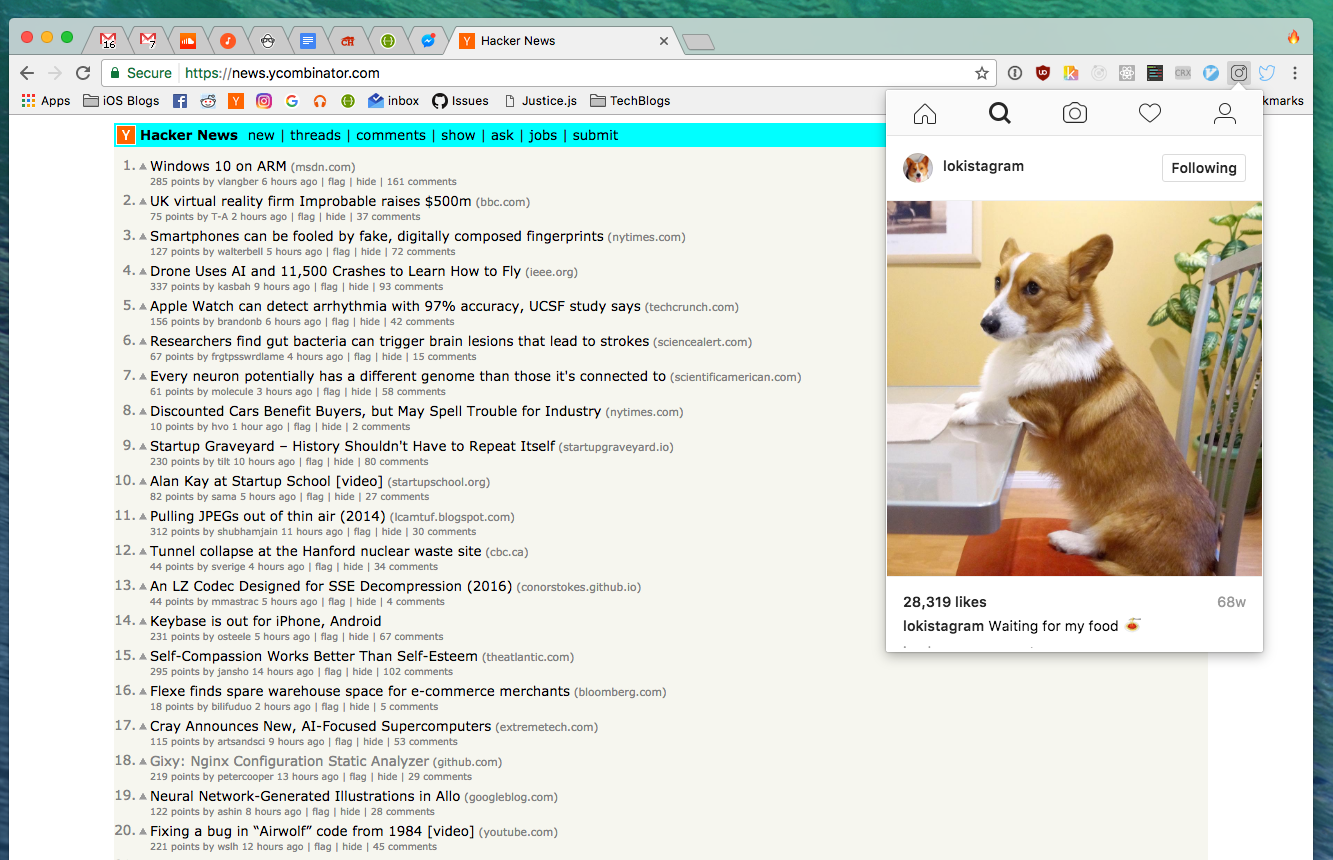 16
7
Hacker News
Secure
https://news.ycombinator.com
CRX
Apps
iOS Blogs
inbox
Issues
Justice.js
TechBlogs
Y Hacker News new | threads | comments | show | ask | jobs | submit
1. Windows 10 on ARM (msdn.com)
285 points by vlangber 6 hours ago | flag | hide | 161 comments
2. UK virtual reality firm Improbable raises $500m (bbc.com)
75 points by T-A 2 hours ago | flag | hide | 37 comments
3. Smartphones can be fooled by fake, digitally composed fingerprints (nytimes.com)
127 points by walterbell 5 hours ago | flag | hide | 72 comments
4. Drone Uses AI and 11,500 Crashes to Learn How to Fly (ieee.org)
337 points by kasbah 9 hours ago | flag | hide | 93 comments
5. Apple Watch can detect arrhythmia with 97% accuracy, UCSF study says (techcrunch.com)
156 points by brandonb 6 hours ago | flag | hide | 42 comments
6. Researchers find gut bacteria can trigger brain lesions that lead to strokes (sciencealert.com)
67 points by frgtpsswrdlame 4 hours ago | flag | hide | 15 comments
7. Every neuron potentially has a different genome than those it's connected to (scientificamerican.com)
61 points by molecule 3 hours ago | flag | hide | 58 comments
8. Discounted Cars Benefit Buyers, but May Spell Trouble for Industry (nytimes.com)
10 points by hvo 1 hour ago | flag | hide | 2 comments
9. Startup Graveyard – History Shouldn't Have to Repeat Itself (startupgraveyard.io)
230 points by tilt 10 hours ago | flag | hide | 80 comments
10. Alan Kay at Startup School [video] (startupschool.org)
82 points by sama 5 hours ago | flag | hide | 27 comments
11. Pulling JPEGs out of thin air (2014) (lcamtuf.blogspot.com)
312 points by shubhamjain 11 hours ago | flag | hide | 30 comments
12. Tunnel collapse at the Hanford nuclear waste site (cbc.ca)
44 points by sverige 4 hours ago | flag | hide | 34 comments
13. An LZ Codec Designed for SSE Decompression (2016) (conorstokes.github.io)
44 points by mmastrac 5 hours ago | flag | hide | 4 comments
14. Keybase is out for iPhone, Android
231 points by osteele 5 hours ago | flag | hide | 67 comments
15. Self-Compassion Works Better Than Self-Esteem (theatlantic.com)
295 points by jansho 14 hours ago | flag | hide | 102 comments
16. Flexe finds spare warehouse space for e-commerce merchants (bloomberg.com)
18 points by bilifuduo 2 hours ago | flag | hide | 5 comments
17. Cray Announces New, AI-Focused Supercomputers (extremetech.com)
115 points by artsandsci 9 hours ago | flag | hide | 53 comments
18. Gixy: Nginx Configuration Static Analyzer (github.com)
219 points by petercooper 13 hours ago | flag | hide | 29 comments
19. Neural Network-Generated Illustrations in Allo (googleblog.com)
122 points by ashin 8 hours ago | flag | hide | 28 comments
20. Fixing a bug in “Airwolf” code from 1984 [video] (youtube.com)
221 points by wslh 12 hours ago | flag | hide | 45 comments
kmarks
lokistagram
Following
28,319 likes
68w
lokistagram Waiting for my food 🍝